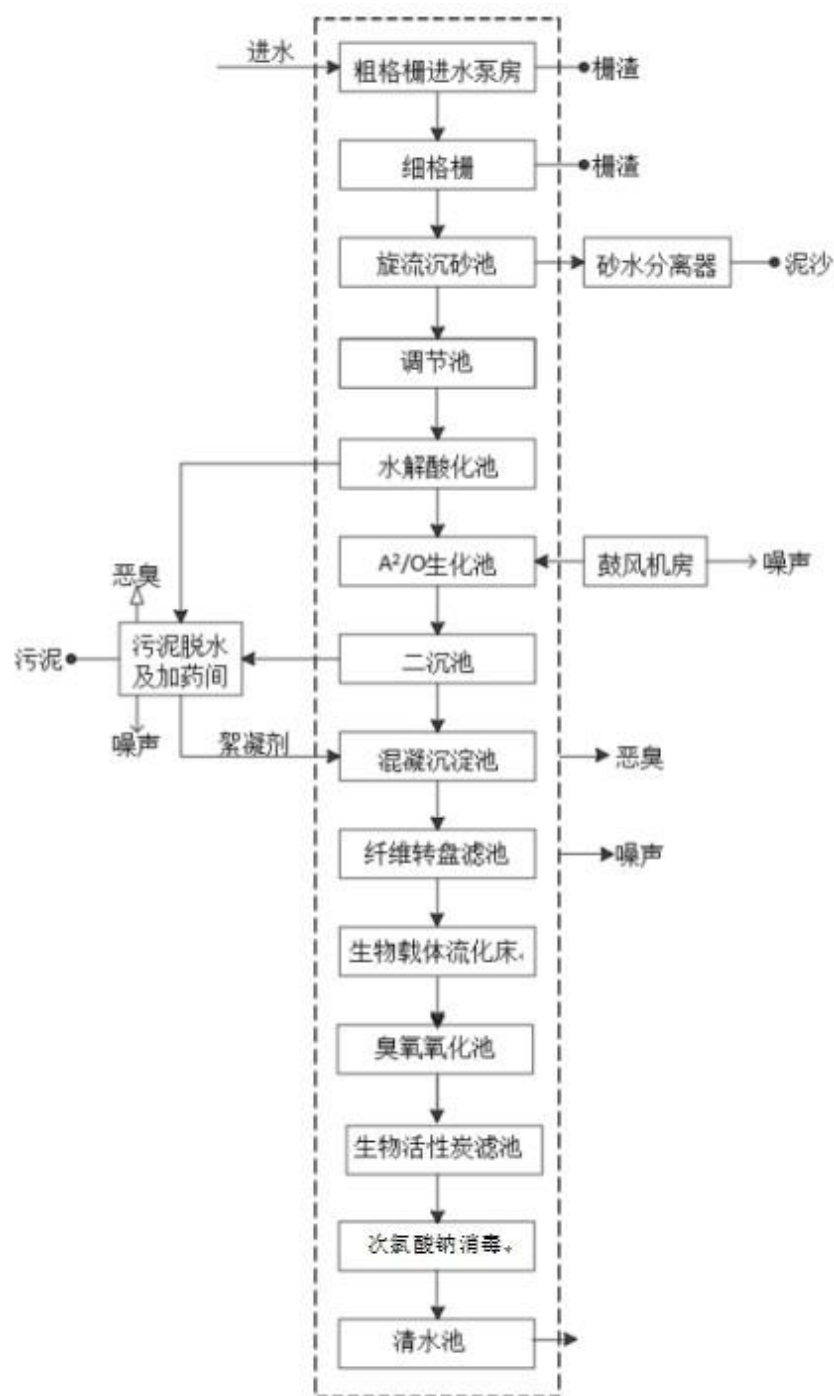 进水
粗格栅进水泵房
栅渣
细格栅
栅渣
旋流沉砂池
砂水分离器
泥沙
调节池
水解酸化池
A²/O生化池
鼓风机房
噪声
恶臭
污泥
污泥脱水
及加药间
二沉池
噪声
絮凝剂
混凝沉淀池
恶臭
纤维转盘滤池
噪声
生物载体流化床
臭氧氧化池
生物活性炭滤池
次氯酸钠消毒
清水池